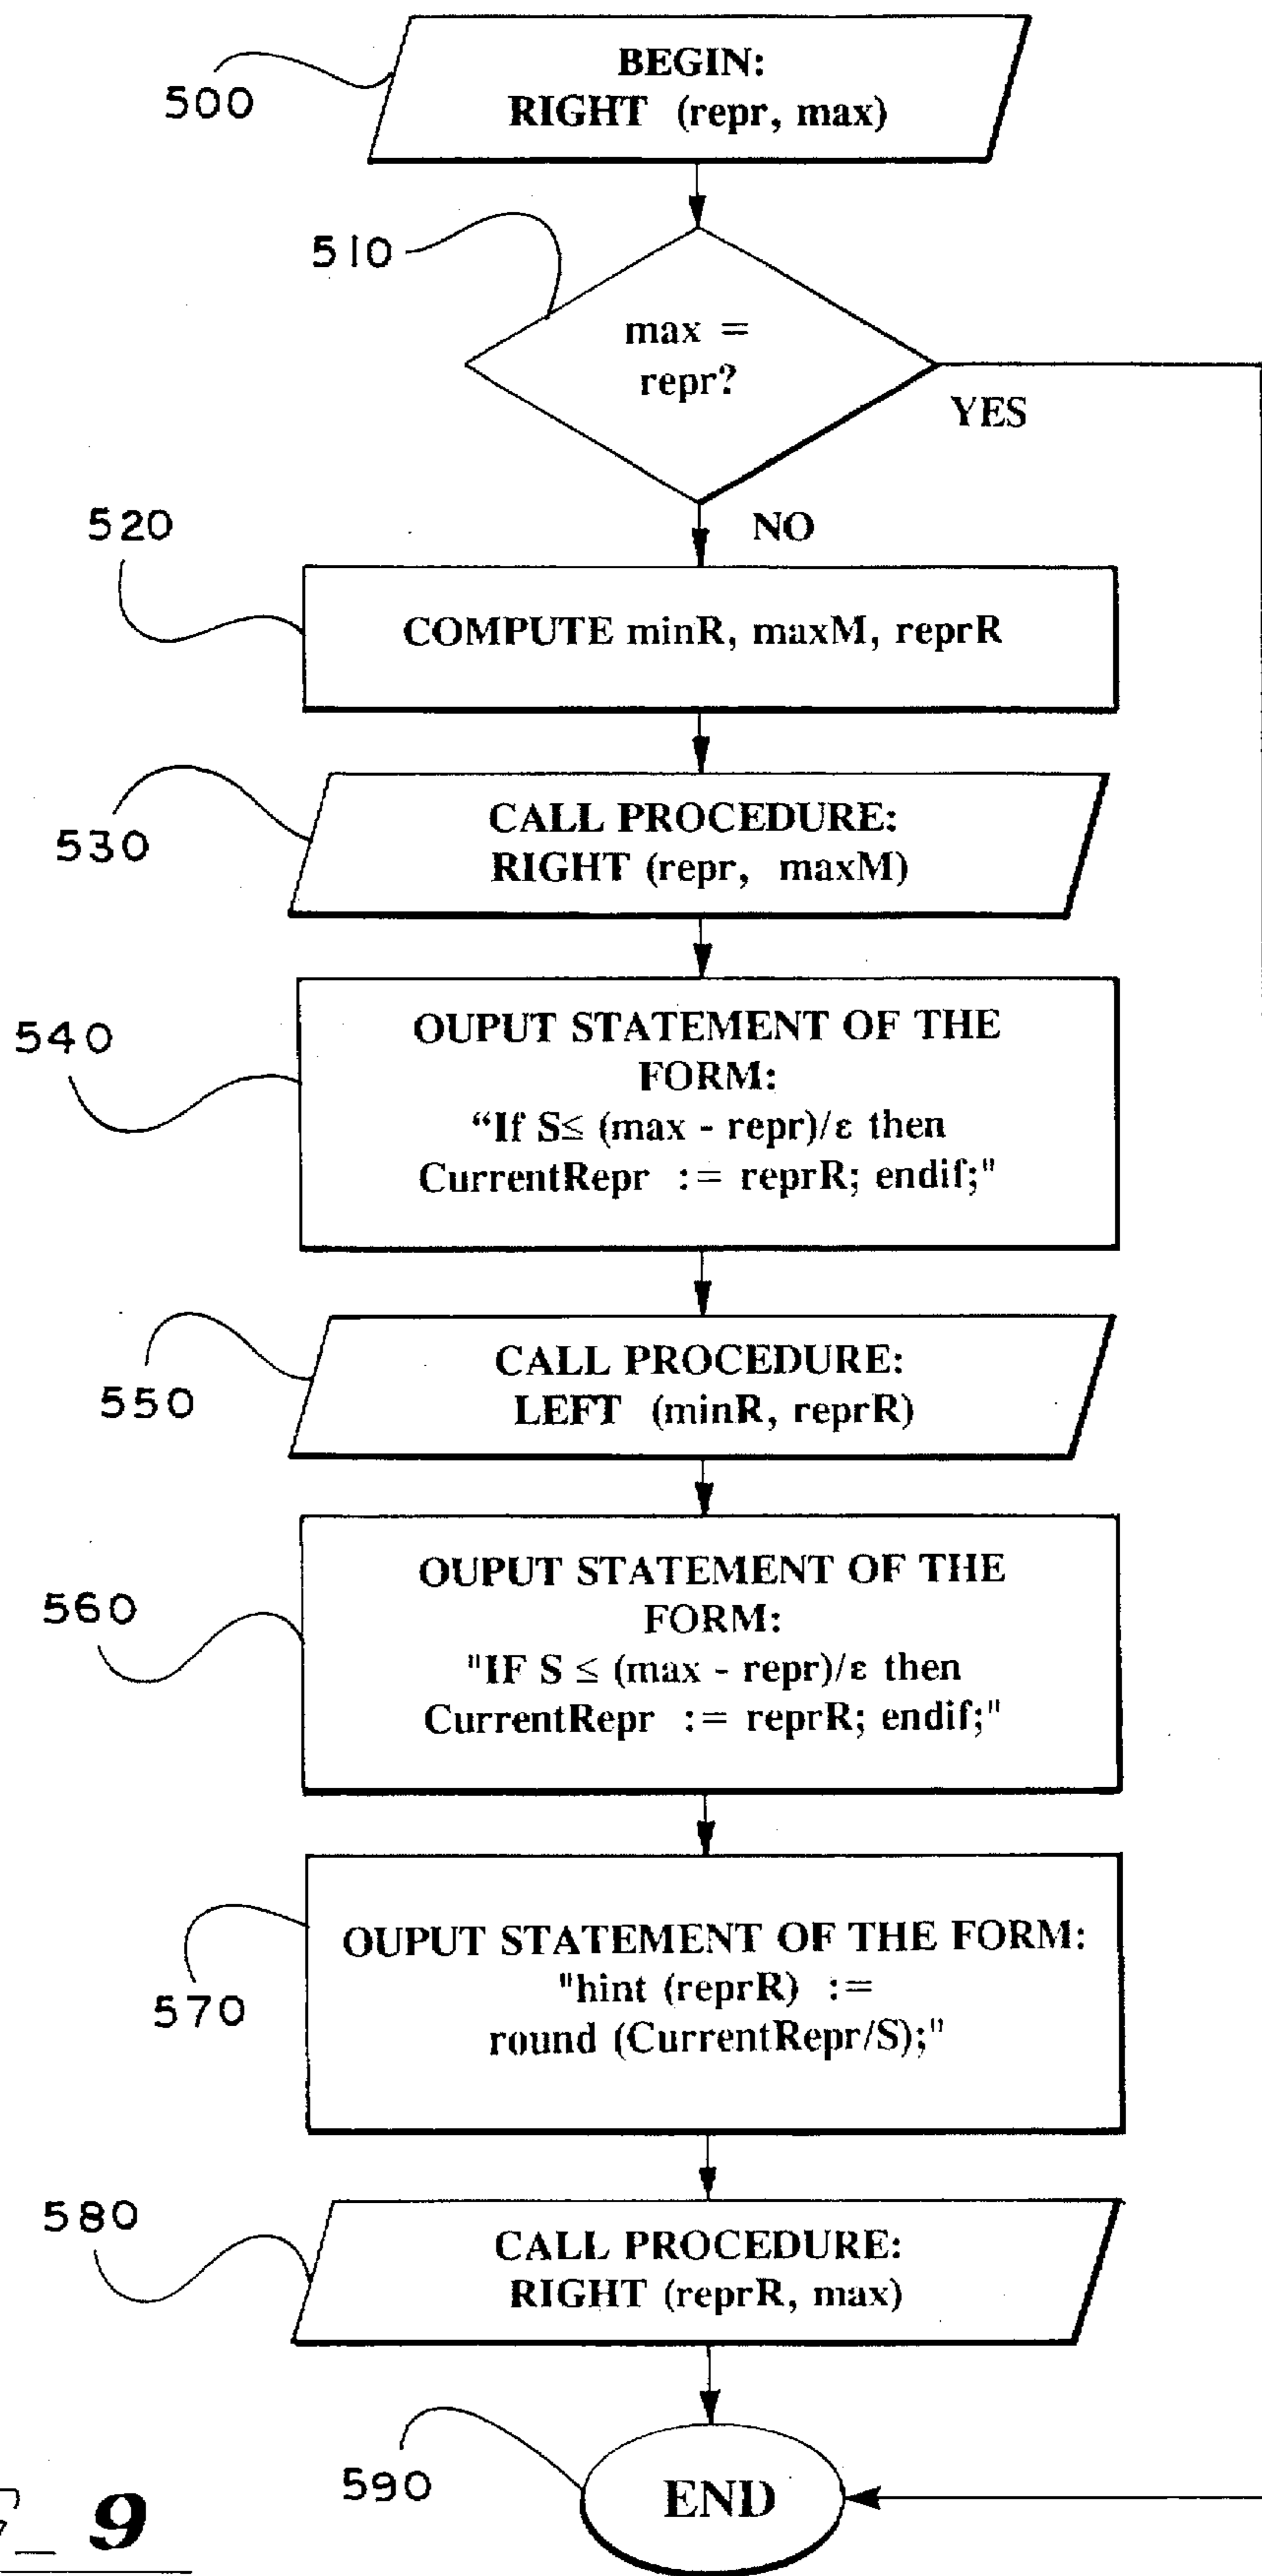 BEGIN:
RIGHT (repr, max)
500
510
max =
repr?
YES
NO
520
COMPUTE minR, maxM, reprR
530
CALL PROCEDURE:
RIGHT (repr, maxM)
540
OUPUT STATEMENT OF THE
FORM:
“If S≤ (max - repr)/ε then
CurrentRepr := reprR; endif;"
550
CALL PROCEDURE:
LEFT (minR, reprR)
560
OUPUT STATEMENT OF THE
FORM:
"IF S ≤ (max - repr)/ε then
CurrentRepr := reprR; endif;"
570
OUPUT STATEMENT OF THE FORM:
"hint (reprR) :=
round (CurrentRepr/S);"
580
CALL PROCEDURE:
RIGHT (reprR, max)
590
END
9